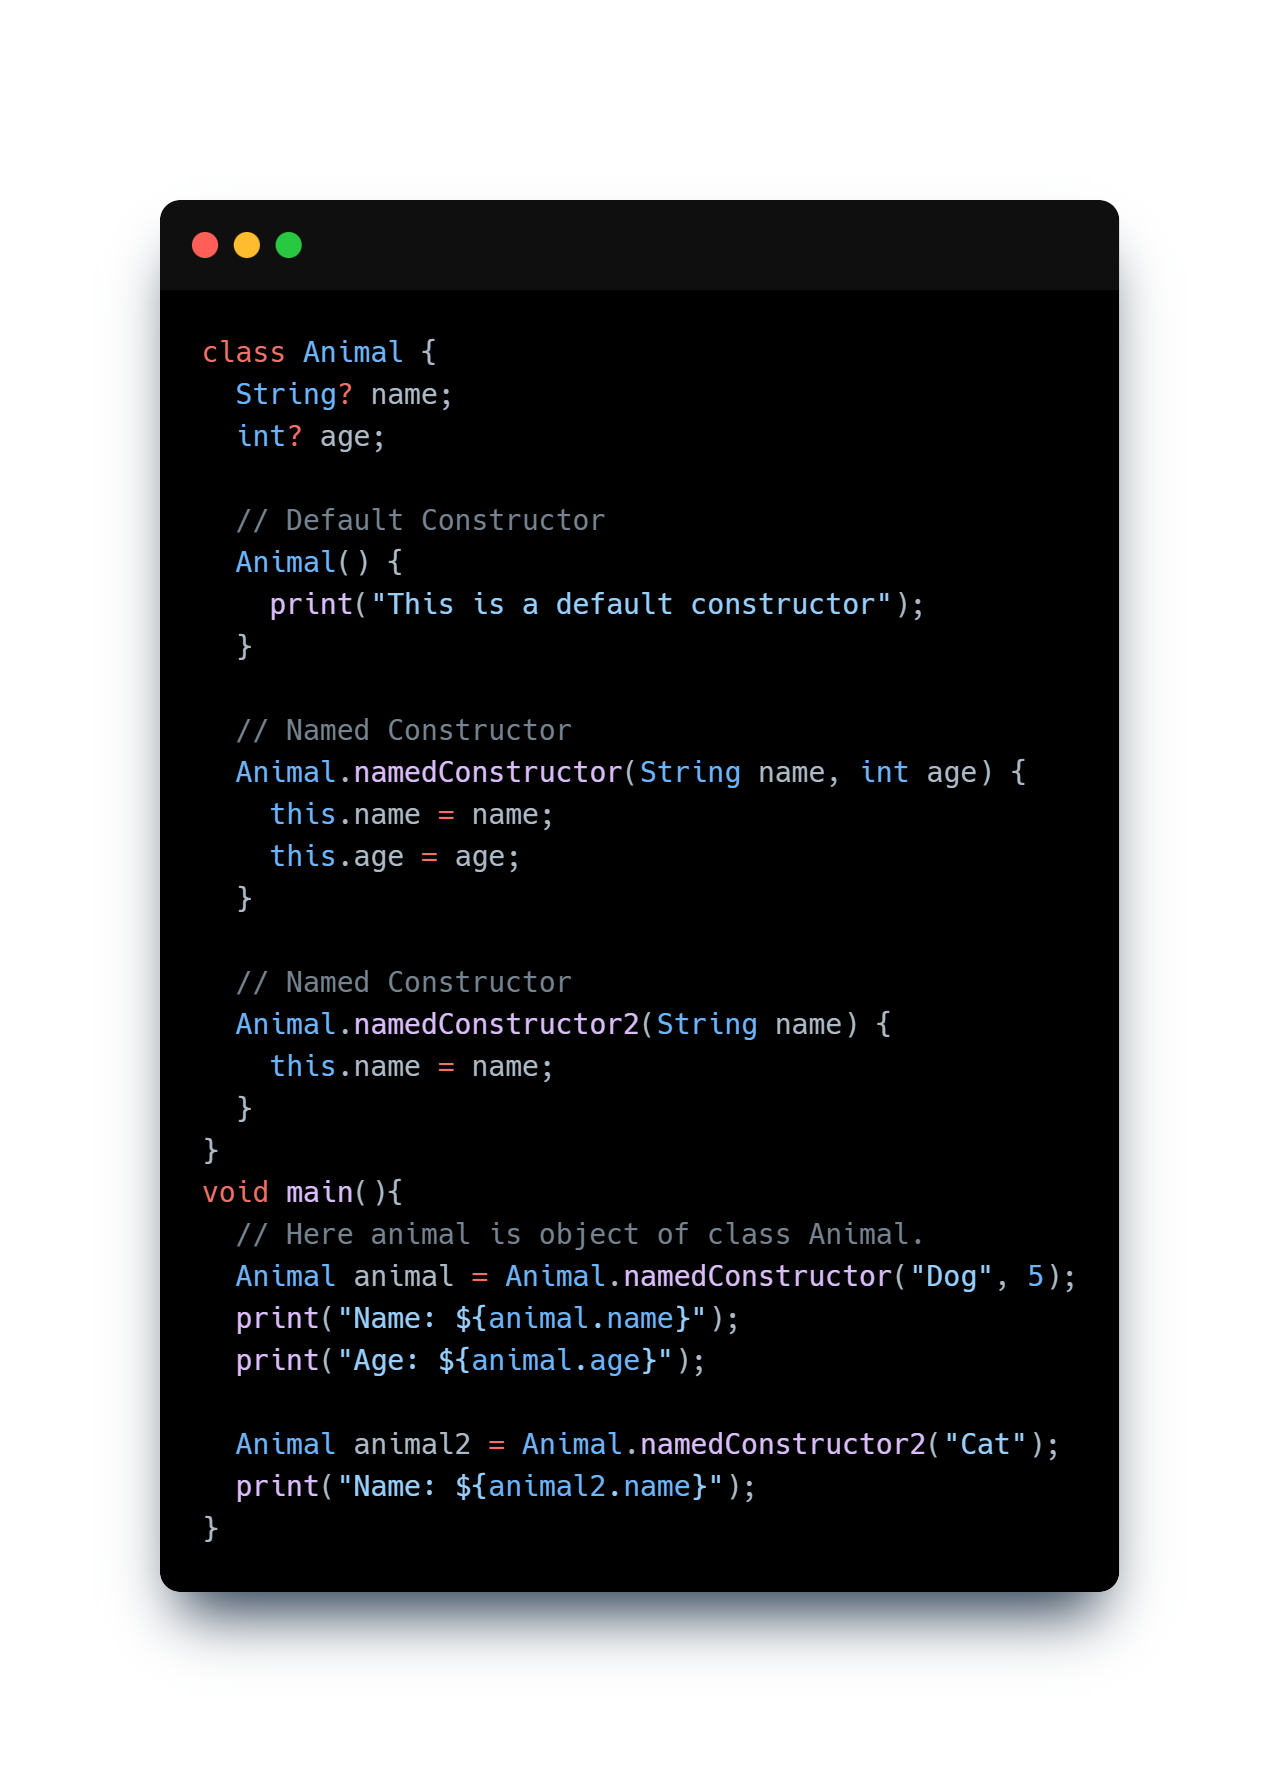 class Animal {
  String? name;
  int? age;

  // Default Constructor
  Animal() {
    print("This is a default constructor");
  }

  // Named Constructor
  Animal.namedConstructor(String name, int age) {
    this.name = name;
    this.age = age;
  }

  // Named Constructor
  Animal.namedConstructor2(String name) {
    this.name = name;
  }
}
void main(){
  // Here animal is object of class Animal.
  Animal animal = Animal.namedConstructor("Dog", 5);
  print("Name: ${animal.name}");
  print("Age: ${animal.age}");

  Animal animal2 = Animal.namedConstructor2("Cat");
  print("Name: ${animal2.name}");
}